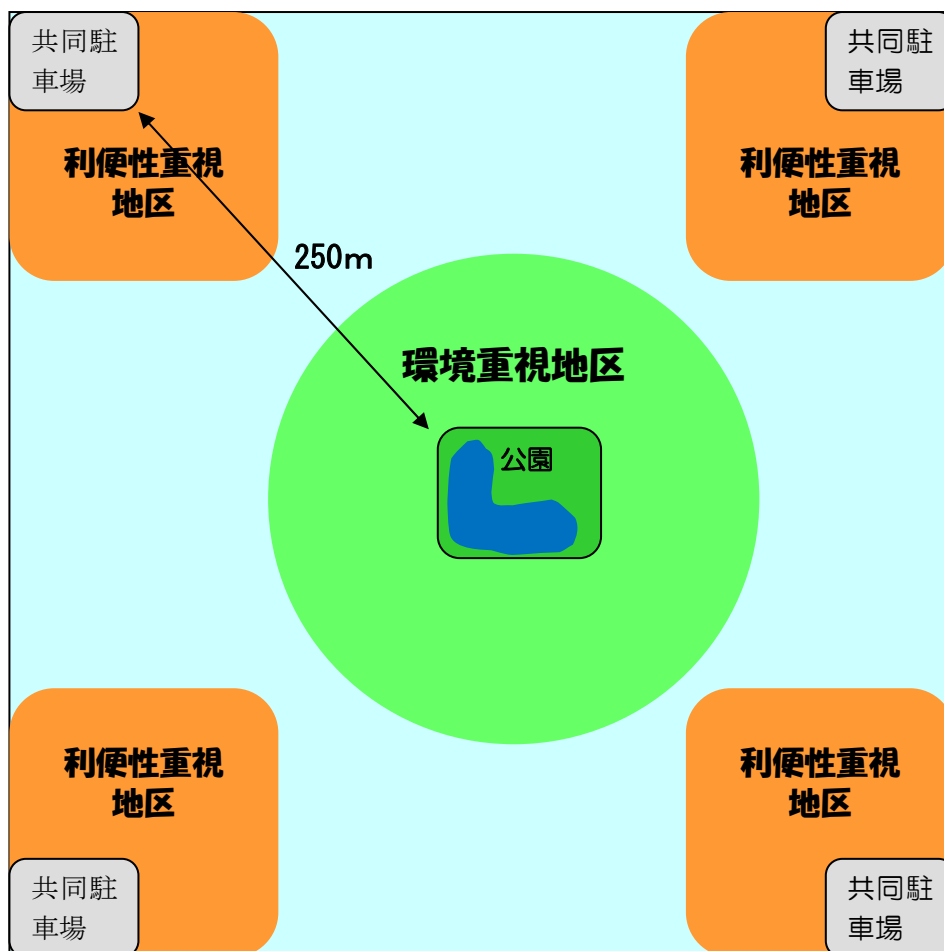 共同駐
車場
利便性重視
地区
共同駐
車場
利便性重視
地区
250m
環境重視地区
公園
利便性重視
地区
共同駐
車場
利便性重視
地区
共同駐
車場